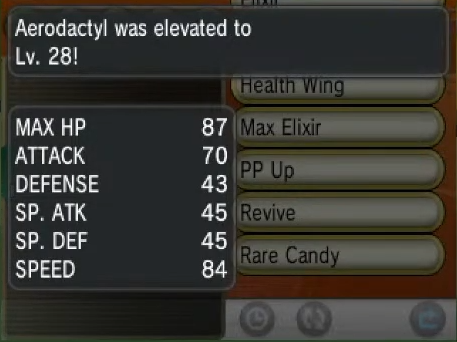 Elixir
Aerodactyl was elevated to
Lv. 28!
Health Wing
MAX HP 87
ATTACK 70
DEFENSE 43
SP. ATK 45
SP. DEF 45
SPEED 84
Max Elixir
PP Up
Revive
Rare Candy